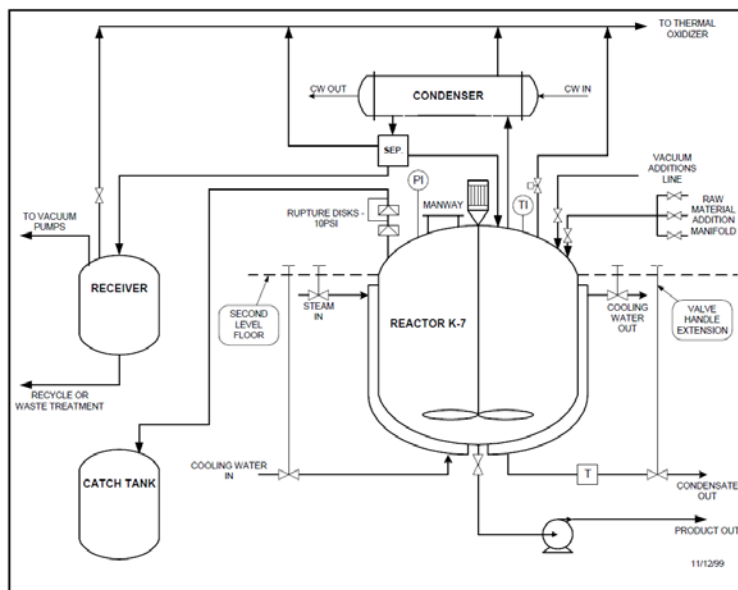 TO THERMAL
OXIDIZER
CW OUT
CONDENSER
CW IN
SEP.
PI
TI
MANWAY
VACUUM
ADDITIONS
LINE
RAW
MATERIAL
ADDITION
MANIFOLD
RUPTURE DISKS -
10PSI
TO VACUUM
PUMPS
RECEIVER
SECOND
LEVEL
FLOOR
STEAM
IN
REACTOR K-7
COOLING
WATER
OUT
VALVE
HANDLE
EXTENSION
RECYCLE OR
WASTE TREATMENT
CATCH TANK
COOLING WATER
IN
T
CONDENSATE
OUT
PRODUCT OUT
11/12/99